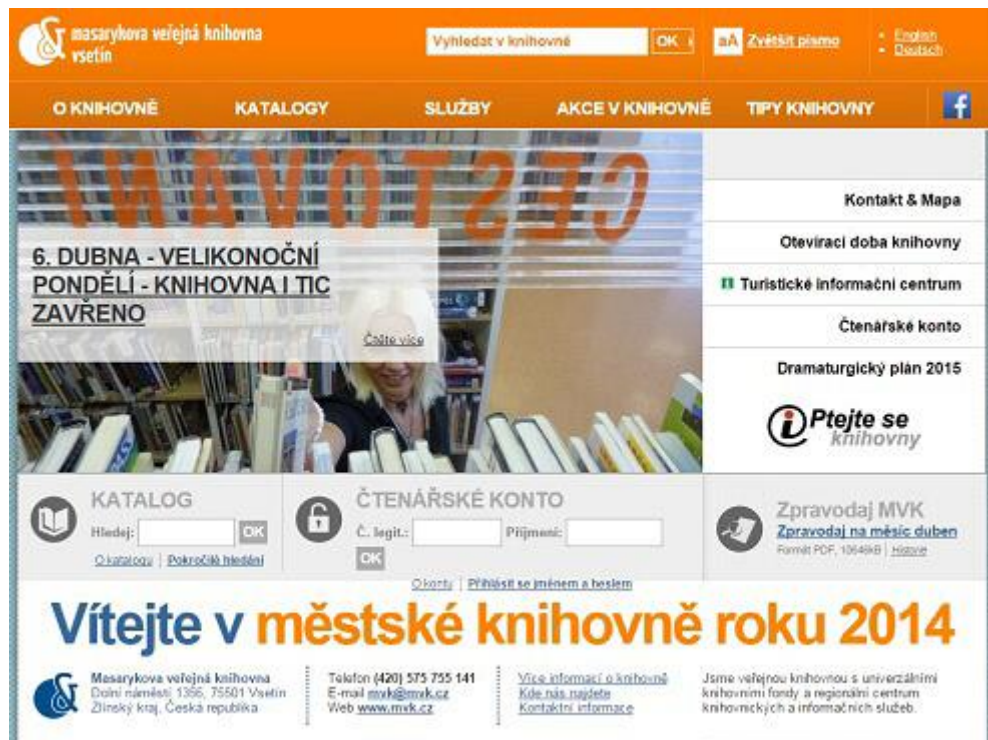 masarykova veřejná knihovna
vsetín
Vyhledat v knihovně
OK
aA Zvětšit písmo
English
Deutsch
O KNIHOVNĚ KATALOGY SLUŽBY AKCE V KNIHOVNĚ TIPY KNIHOVNY f
CESTOVÁNÍ
6. DUBNA - VELIKONOČNÍ
PONDĚLÍ - KNIHOVNA I TIC
ZAVŘENO
Čtěte více
Kontakt & Mapa
Otevírací doba knihovny
Turistické informační centrum
Čtenářské konto
Dramaturgický plán 2015
i Ptejte se
knihovny
KATALOG
Hledej: OK
O katalogu | Pokročilé hledání
ČTENÁŘSKÉ KONTO
Č. legit.: Příjmení:
OK
O kontu | Přihlásit se jménem a heslem
Zpravodaj MVK
Zpravodaj na měsíc duben
Formát PDF, 10646kB | Historie
Vítejte v městské knihovně roku 2014
Masarykova veřejná knihovna
Dolní náměstí 1356, 75501 Vsetín
Zlínský kraj, Česká republika
Telefon (420) 575 755 141
E-mail mvk@mvk.cz
Web www.mvk.cz
Více informací o knihovně
Kde nás najdete
Kontaktní informace
Jsme veřejnou knihovnou s univerzálními
knihovními fondy a regionální centrum
knihovnických a informačních služeb.